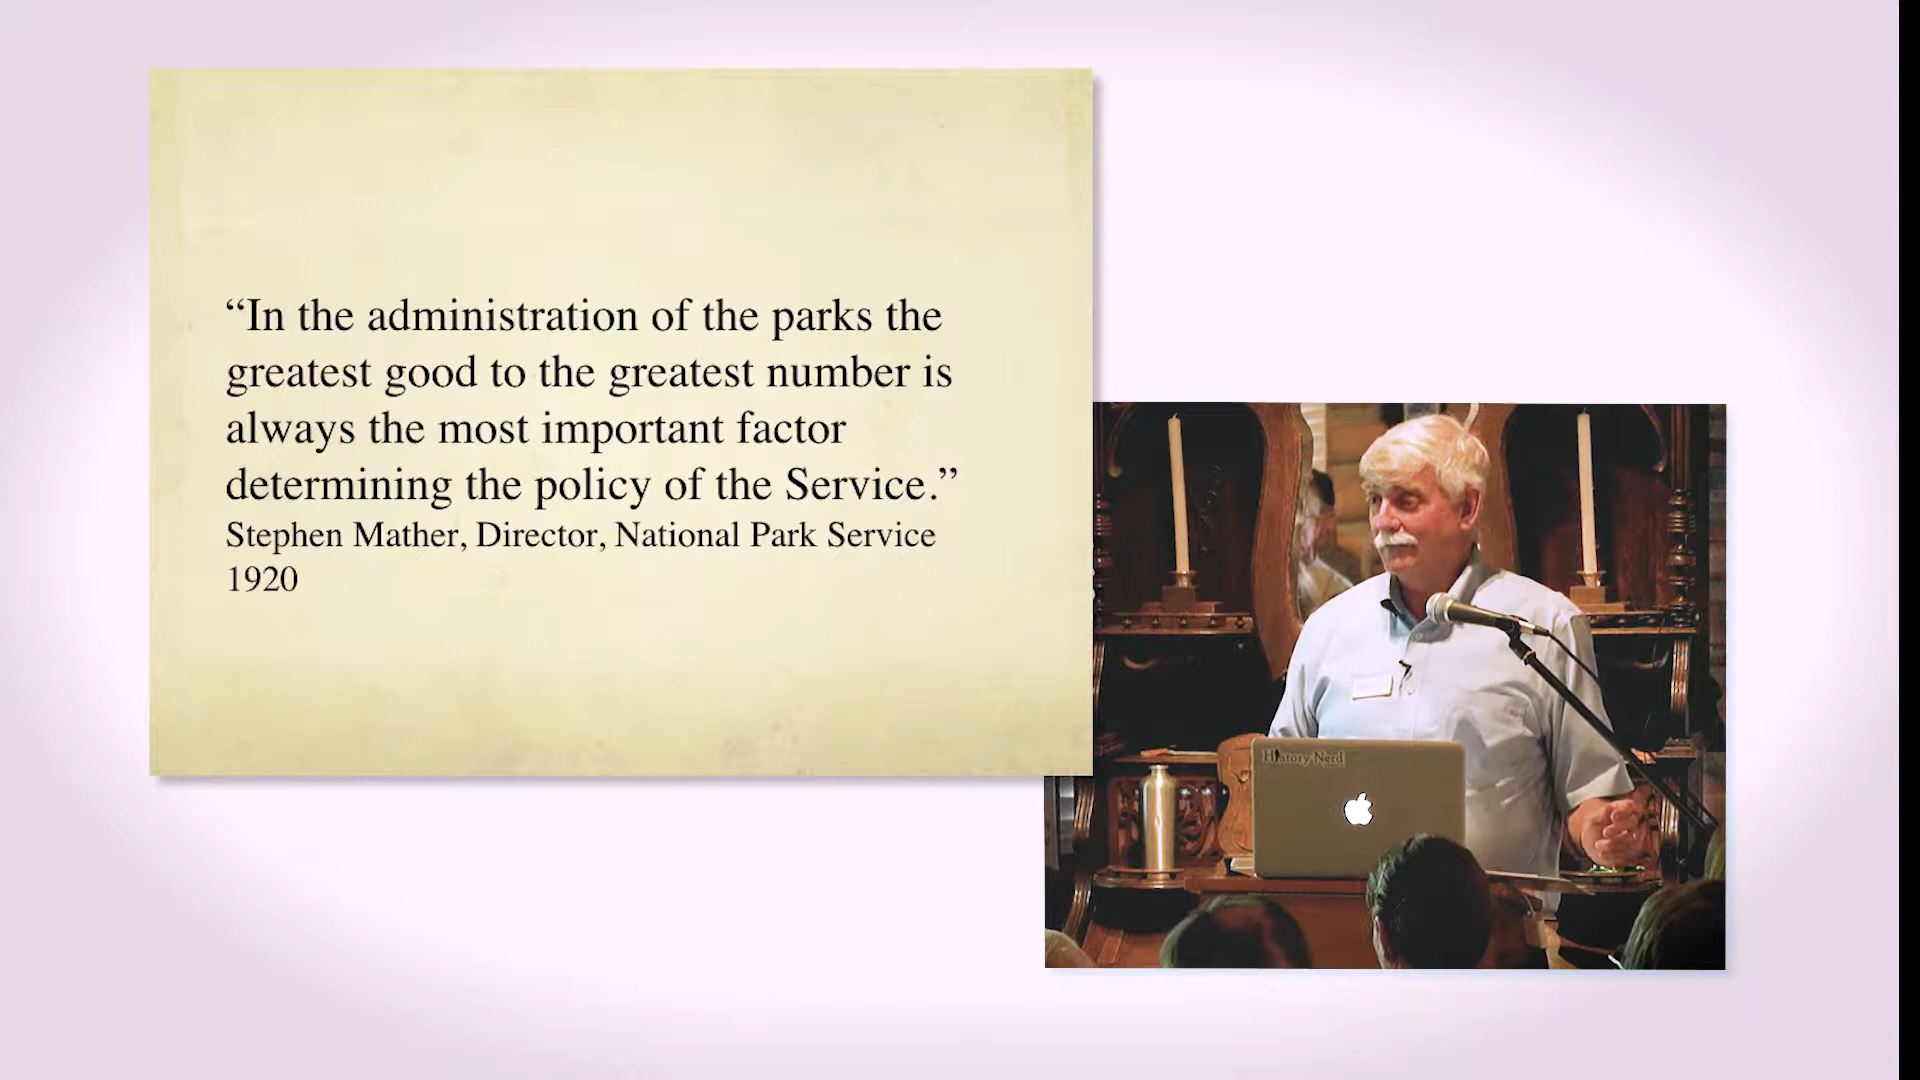 “In the administration of the parks the
greatest good to the greatest number is
always the most important factor
determining the policy of the Service.”
Stephen Mather, Director, National Park Service
1920
History Nerd